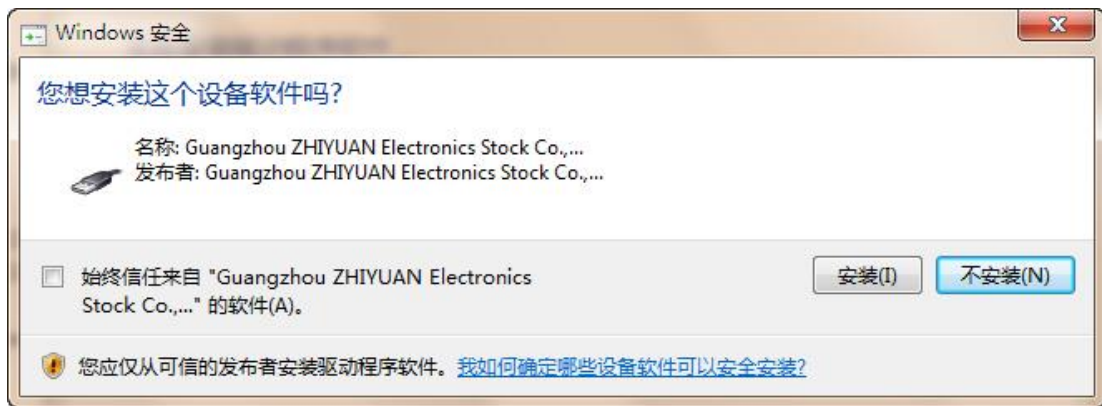 Windows 安全
您想安装这个设备软件吗?
名称: Guangzhou ZHIYUAN Electronics Stock Co.,...
发布者: Guangzhou ZHIYUAN Electronics Stock Co.,...
始终信任来自 "Guangzhou ZHIYUAN Electronics
Stock Co.,..." 的软件(A)。
安装(I)
不安装(N)
您应仅从可信的发布者安装驱动程序软件。我如何确定哪些设备软件可以安全安装?